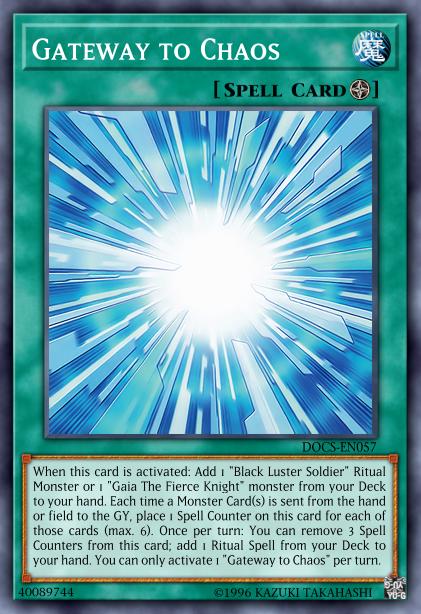 Gateway to Chaos
SPELL
魔
[Spell Card]
DOCS-EN057
When this card is activated: Add 1 "Black Luster Soldier" Ritual
Monster or 1 "Gaia The Fierce Knight" monster from your Deck
to your hand. Each time a Monster Card(s) is sent from the hand
or field to the GY, place 1 Spell Counter on this card for each of
those cards (max. 6). Once per turn: You can remove 3 Spell
Counters from this card; add 1 Ritual Spell from your Deck to
your hand. You can only activate 1 "Gateway to Chaos" per turn.
40089744
©1996 KAZUKI TAKAHASHI